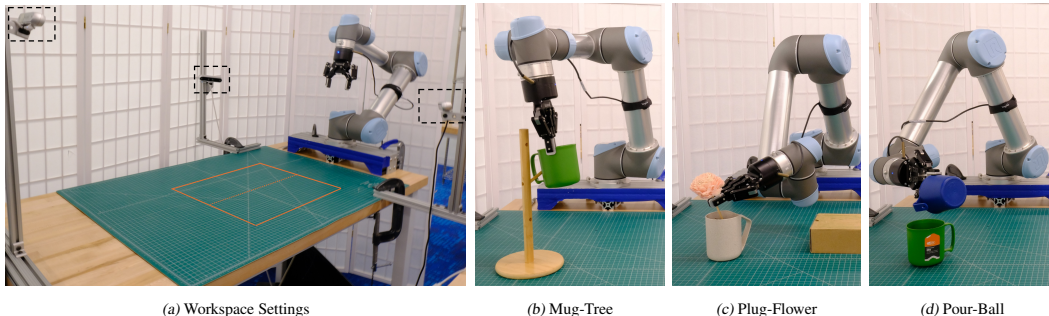 (a) Workspace Settings
(b) Mug-Tree
(c) Plug-Flower
(d) Pour-Ball